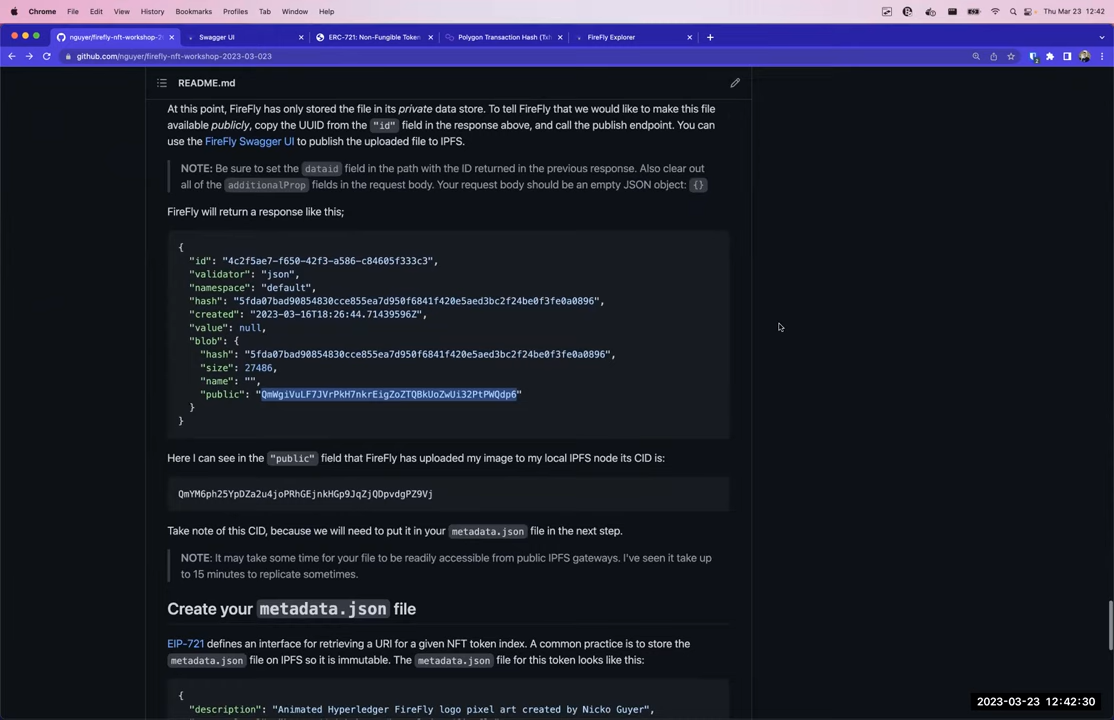 Chrome File Edit View History Bookmarks Profiles Tab Window Help Thu Mar 23 12:42
nguyer/firefly-nft-workshop-2 Swagger UI ERC-721: Non-Fungible Token Polygon Transaction Hash (Txh FireFly Explorer
github.com/nguyer/firefly-nft-workshop-2023-03-023
README.md
At this point, FireFly has only stored the file in its private data store. To tell FireFly that we would like to make this file
available publicly, copy the UUID from the "id" field in the response above, and call the publish endpoint. You can
use the FireFly Swagger UI to publish the uploaded file to IPFS.
NOTE: Be sure to set the dataid field in the path with the ID returned in the previous response. Also clear out
all of the additionalProp fields in the request body. Your request body should be an empty JSON object: {}
FireFly will return a response like this;
{
"id": "4c2f5ae7-f650-42f3-a586-c84605f333c3",
"validator": "json",
"namespace": "default",
"hash": "5fda07bad90854830cce855ea7d950f6841f420e5aed3bc2f24be0f3fe0a0896",
"created": "2023-03-16T18:26:44.71439596Z",
"value": null,
"blob": {
"hash": "5fda07bad90854830cce855ea7d950f6841f420e5aed3bc2f24be0f3fe0a0896",
"size": 27486,
"name": "",
"public": "QmWgiVuLF7JVrPkH7nkrEigZoZTQBkUoZwUi32PtPWQdp6"
}
}
Here I can see in the "public" field that FireFly has uploaded my image to my local IPFS node its CID is:
QmYM6ph25YpDZa2u4joPRhGEjnkHGp9JqZjQDpvdgPZ9Vj
Take note of this CID, because we will need to put it in your metadata.json file in the next step.
NOTE: It may take some time for your file to be readily accessible from public IPFS gateways. I've seen it take up
to 15 minutes to replicate sometimes.
Create your metadata.json file
EIP-721 defines an interface for retrieving a URI for a given NFT token index. A common practice is to store the
metadata.json file on IPFS so it is immutable. The metadata.json file for this token looks like this:
{
"description": "Animated Hyperledger FireFly logo pixel art created by Nicko Guyer",
2023-03-23 12:42:30